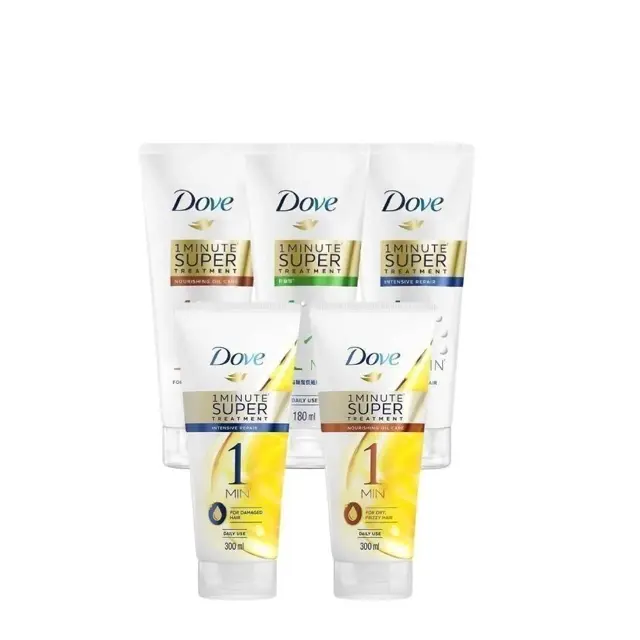 Dove
1 MINUTE
SUPER
TREATMENT
NOURISHING OIL CARE
Dove
1 MINUTE
SUPER
TREATMENT
DAILY USE
180 ml
Dove
1 MINUTE
SUPER
TREATMENT
INTENSIVE REPAIR
Dove
1 MINUTE
SUPER
TREATMENT
INTENSIVE REPAIR
1
MIN
FOR DAMAGED
HAIR
DAILY USE
300 ml
Dove
1 MINUTE
SUPER
TREATMENT
NOURISHING OIL CARE
1
MIN
FOR DRY,
FRIZZY HAIR
DAILY USE
300 ml